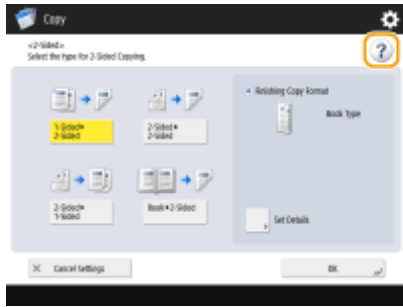 Copy
<2-Sided>
Select the type for 2-Sided Copying.
?
Finishing Copy Format
Book Type
1-Sided▸
2-Sided
2-Sided▸
2-Sided
2-Sided▸
1-Sided
Book▸2-Sided
Set Details
Cancel Settings
OK